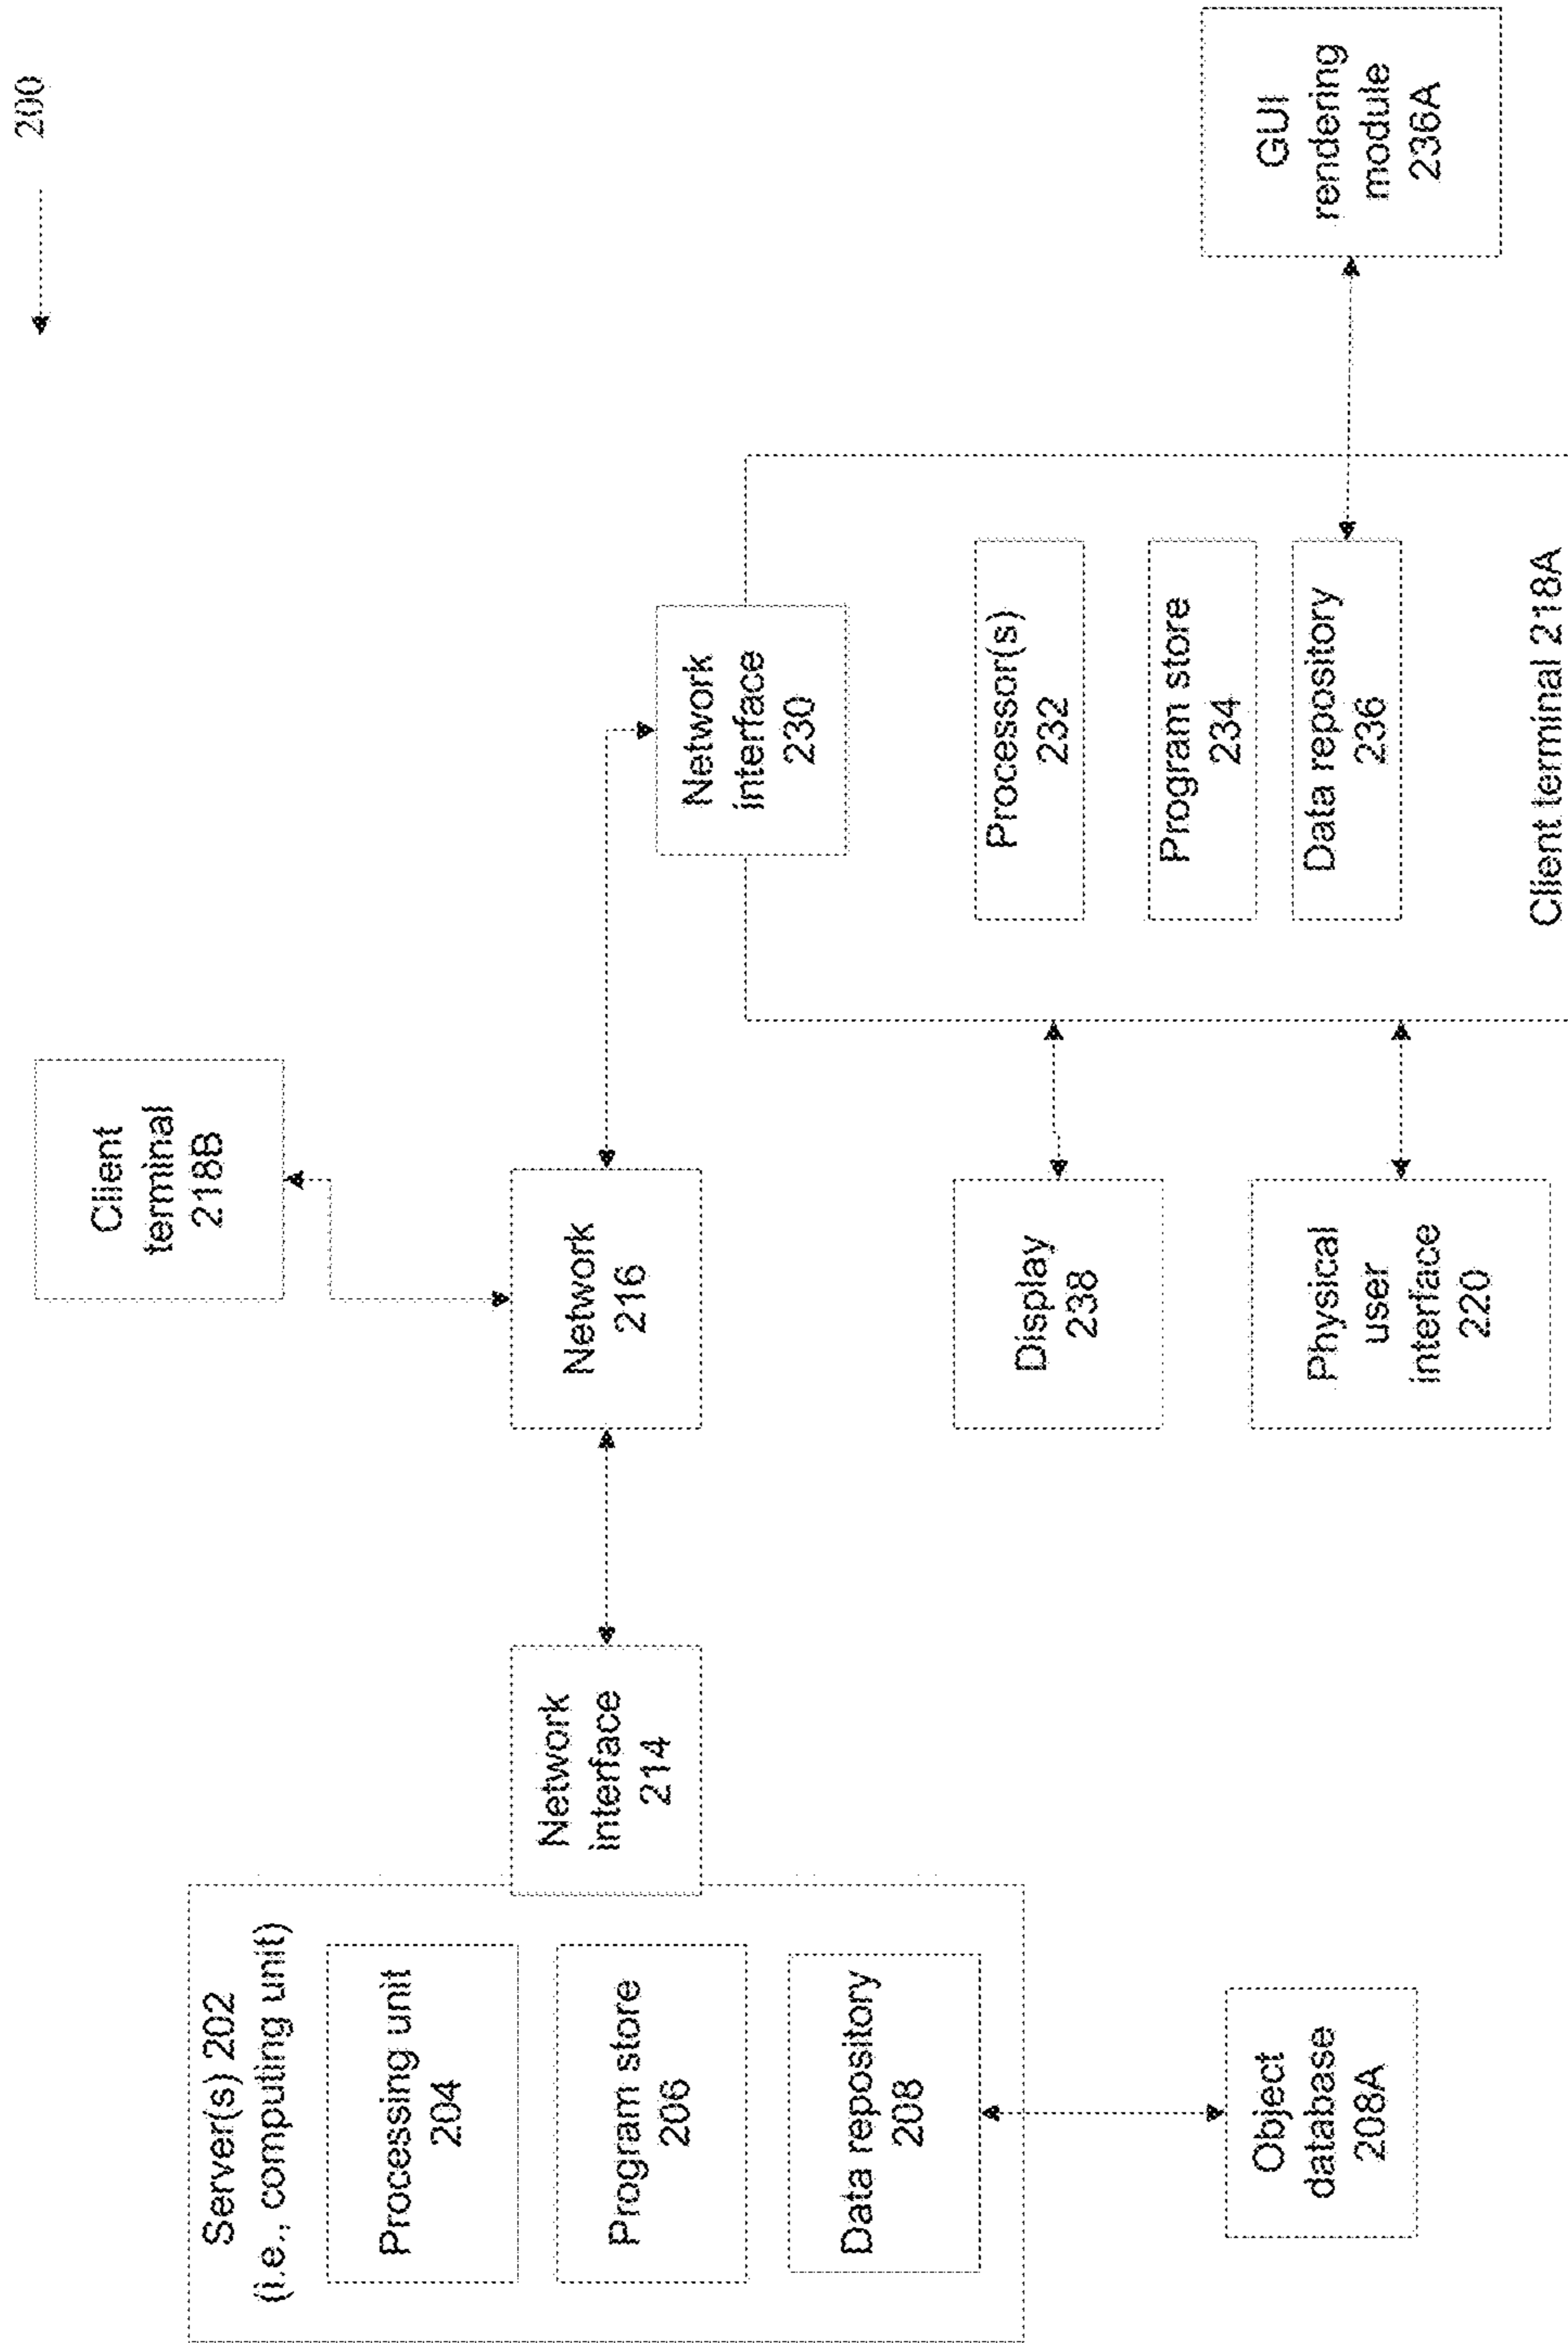 200
Server(s) 202
(i.e., computing unit)
Processing unit
204
Program store
206
Data repository
208
Object
database
208A
Network
interface
214
Network
216
Client
terminal
218B
Network
interface
230
Display
238
Physical
user
interface
220
Processor(s)
232
Program store
234
Data repository
236
Client terminal 218A
GUI
rendering
module
236A